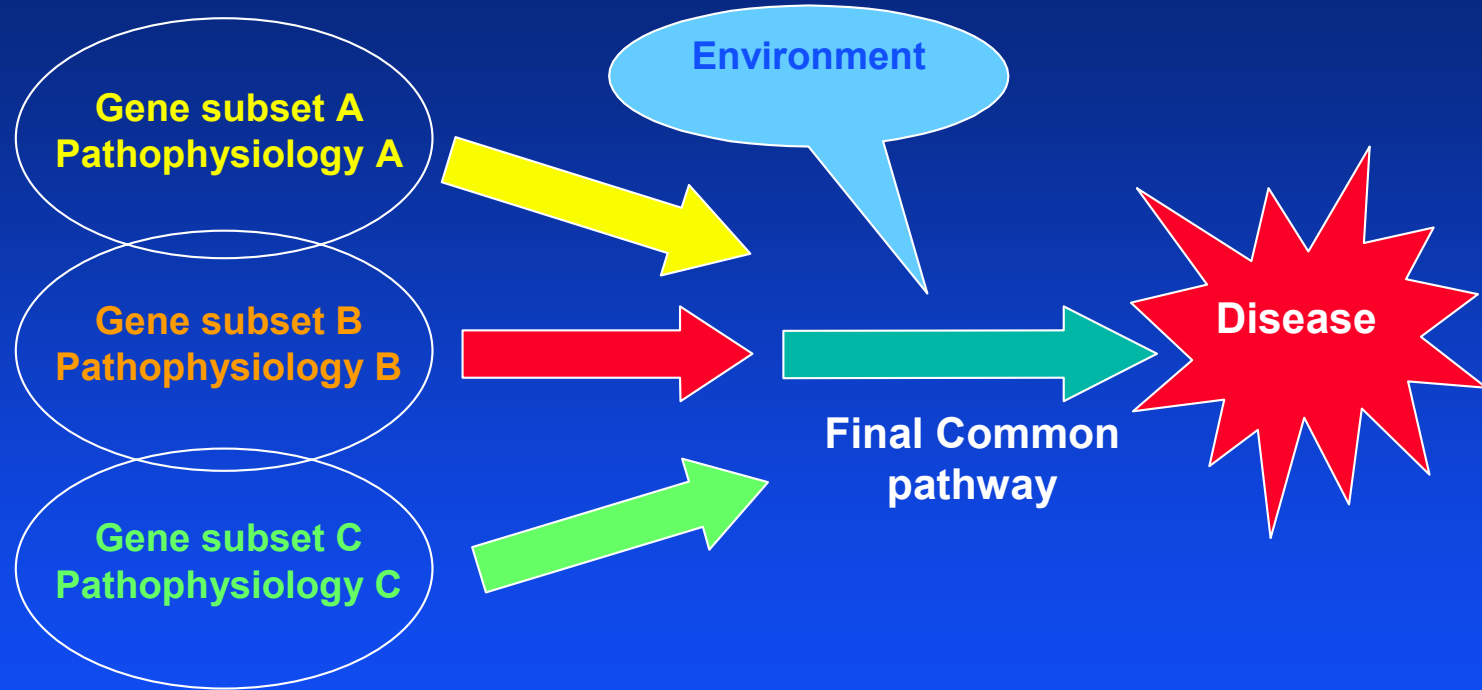 Environment
Gene subset A
Pathophysiology A
Gene subset B
Pathophysiology B
Disease
Final Common
pathway
Gene subset C
Pathophysiology C